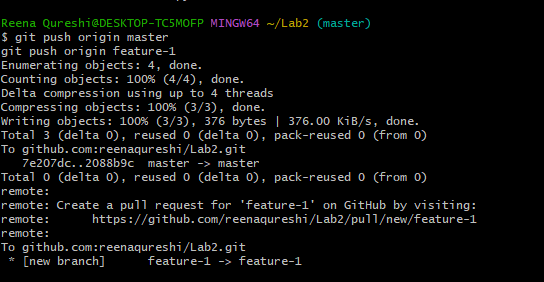 Reena Qureshi@DESKTOP-TC5MOFP MINGW64 ~/Lab2 (master)
$ git push origin master
git push origin feature-1
Enumerating objects: 4, done.
Counting objects: 100% (4/4), done.
Delta compression using up to 4 threads
Compressing objects: 100% (3/3), done.
Writing objects: 100% (3/3), 376 bytes | 376.00 KiB/s, done.
Total 3 (delta 0), reused 0 (delta 0), pack-reused 0 (from 0)
To github.com:reenaqureshi/Lab2.git
   7e207dc..2088b9c  master -> master
Total 0 (delta 0), reused 0 (delta 0), pack-reused 0 (from 0)
remote:
remote: Create a pull request for 'feature-1' on GitHub by visiting:
remote:      https://github.com/reenaqureshi/Lab2/pull/new/feature-1
remote:
To github.com:reenaqureshi/Lab2.git
 * [new branch]      feature-1 -> feature-1